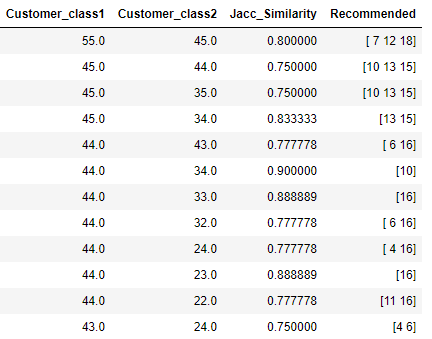 Customer_class1 Customer_class2 Jacc_Similarity Recommended
55.0 45.0 0.800000 [ 7 12 18]
45.0 44.0 0.750000 [10 13 15]
45.0 35.0 0.750000 [10 13 15]
45.0 34.0 0.833333 [13 15]
44.0 43.0 0.777778 [ 6 16]
44.0 34.0 0.900000 [10]
44.0 33.0 0.888889 [16]
44.0 32.0 0.777778 [ 6 16]
44.0 24.0 0.777778 [ 4 16]
44.0 23.0 0.888889 [16]
44.0 22.0 0.777778 [11 16]
43.0 24.0 0.750000 [4 6]